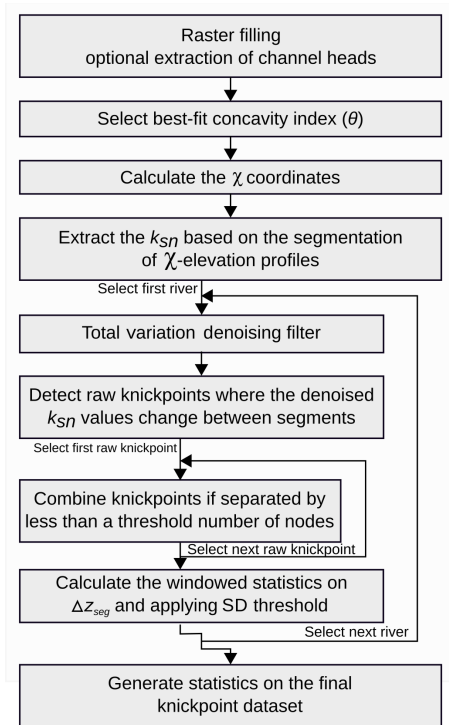 Raster filling
optional extraction of channel heads
Select best-fit concavity index (θ)
Calculate the χ coordinates
Extract the ksn based on the segmentation
of χ-elevation profiles
Select first river
Total variation denoising filter
Detect raw knickpoints where the denoised
ksn values change between segments
Select first raw knickpoint
Combine knickpoints if separated by
less than a threshold number of nodes
Select next raw knickpoint
Calculate the windowed statistics on
Δzseg and applying SD threshold
Select next river
Generate statistics on the final
knickpoint dataset